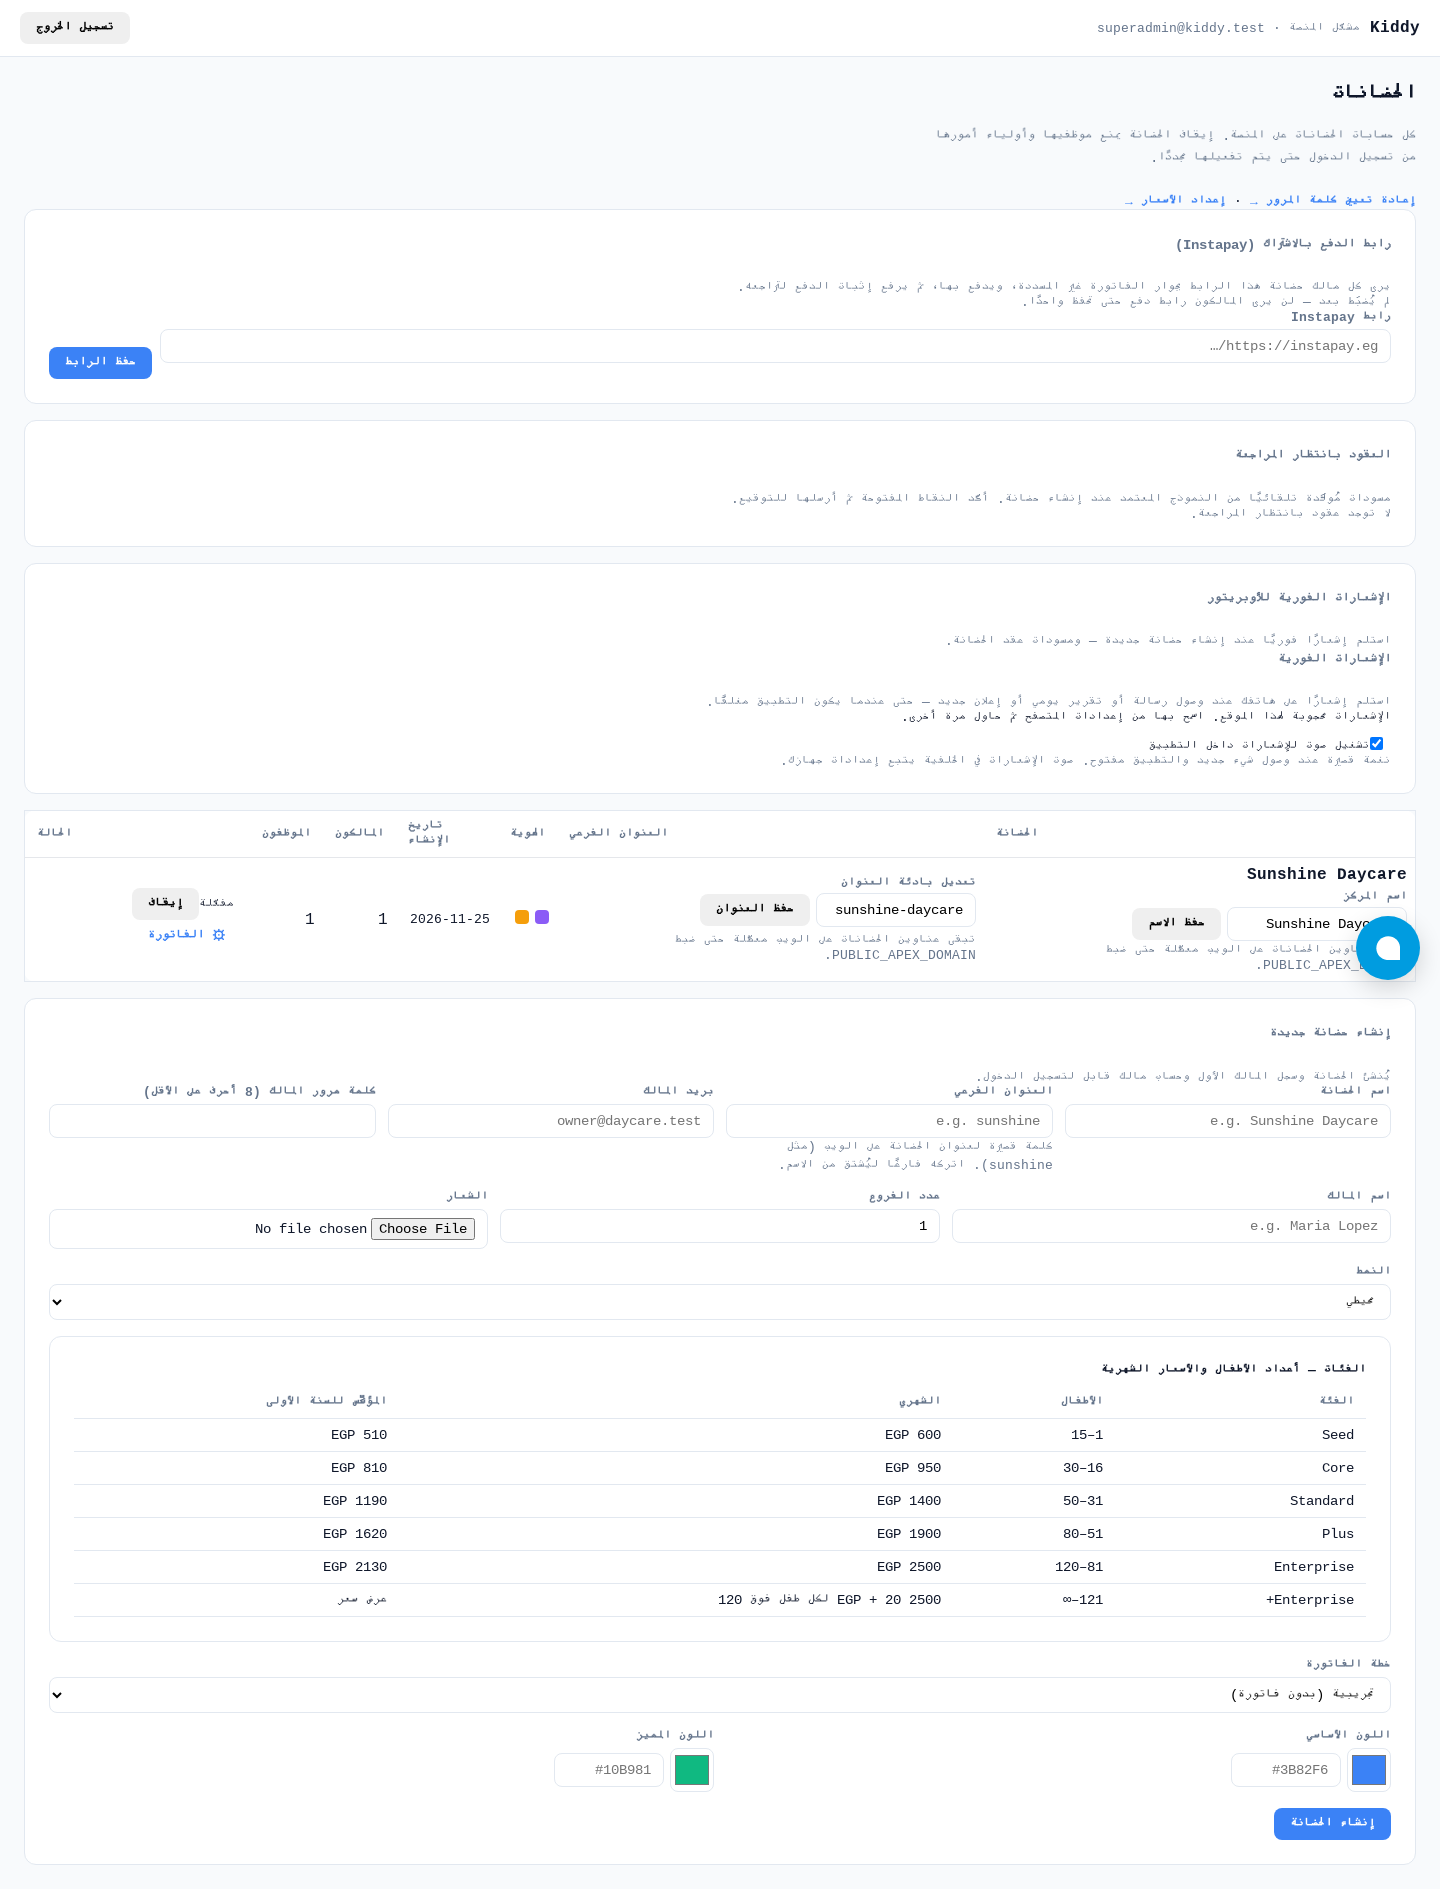 Kiddy مشغّل المنصة · superadmin@kiddy.test
تسجيل الخروج
الحضانات
كل حسابات الحضانات على المنصة. إيقاف الحضانة يمنع موظفيها وأولياء أمورها
من تسجيل الدخول حتى يتم تفعيلها مجددًا.
إعادة تعيين كلمة المرور → · إعداد الأسعار →
رابط الدفع بالاشتراك (Instapay)
يرى كل مالك حضانة هذا الرابط بجوار الفاتورة غير المسددة، ويدفع بهاء، ثم يرفع إثبات الدفع لتراجعه.
لم يُضبَط بعد — لن يرى المالكون رابط دفع حتى تحفظ واحدًا.
رابط Instapay
https://instapay.eg/…
حفظ الرابط
العقود بانتظار المراجعة
مسودات مُولّدة تلقائيًا من النموذج المعتمد عند إنشاء حضانة. أكّد النقاط المفتوحة ثم أرسلها للتوقيع.
لا توجد عقود بانتظار المراجعة.
الإشعارات الفورية للأوبريتور
استلم إشعارًا فوريًا عند إنشاء حضانة جديدة — ومسودات عقد الحضانة.
الإشعارات الفورية
استلم إشعارًا على هاتفك عند وصول رسالة أو تقرير يومي أو إعلان جديد — حتى عندما يكون التطبيق مغلقًا.
الإشعارات محجوبة لهذا الموقع. اسمح بها من إعدادات المتصفح ثم حاول مرة أخرى.
تشغيل صوت للإشعارات داخل التطبيق
نغمة قصيرة عند وصول شيء جديد والتطبيق مفتوح. صوت الإشعارات في الخلفية يتبع إعدادات جهازك.
الحضانة العنوان الفرعي الهوية تاريخ الإنشاء المالكون الموظفون الحالة
Sunshine Daycare
اسم المركز
حفظ الاسم
تعديل بادئة العنوان
sunshine-daycare حفظ العنوان
تبقى عناوين الحضانات على الويب معطّلة حتى ضبط
PUBLIC_APEX_DOMAIN.
2026-11-25 1 1 مفعّلة إيقاف
⚙ الفاتورة
إنشاء حضانة جديدة
يُنشئ الحضانة وسجل المالك الأول وحساب مالك قابل لتسجيل الدخول.
اسم الحضانة العنوان الفرعي بريد المالك كلمة مرور المالك (8 أحرف على الأقل)
e.g. Sunshine Daycare e.g. sunshine owner@daycare.test
كلمة قصيرة لعنوان الحضانة على الويب (مثل
sunshine). اتركه فارغًا ليُشتق من الاسم.
اسم المالك عدد الفروع الشعار
e.g. Maria Lopez 1 Choose File No file chosen
النمط
محيطي
الفئات — أعداد الأطفال والأسعار الشهرية
الفئة الأطفال الشهري المؤسِّس للسنة الأولى
Seed 15–1 EGP 600 EGP 510
Core 30–16 EGP 950 EGP 810
Standard 50–31 EGP 1400 EGP 1190
Plus 80–51 EGP 1900 EGP 1620
Enterprise 120–81 EGP 2500 EGP 2130
Enterprise+ ∞–121 2500 EGP + 20 لكل طفل فوق 120 عرض سعر
خطة الفاتورة
تجريبية (بدون فاتورة)
اللون الأساسي اللون المميز
#3B82F6 #10B981
إنشاء الحضانة